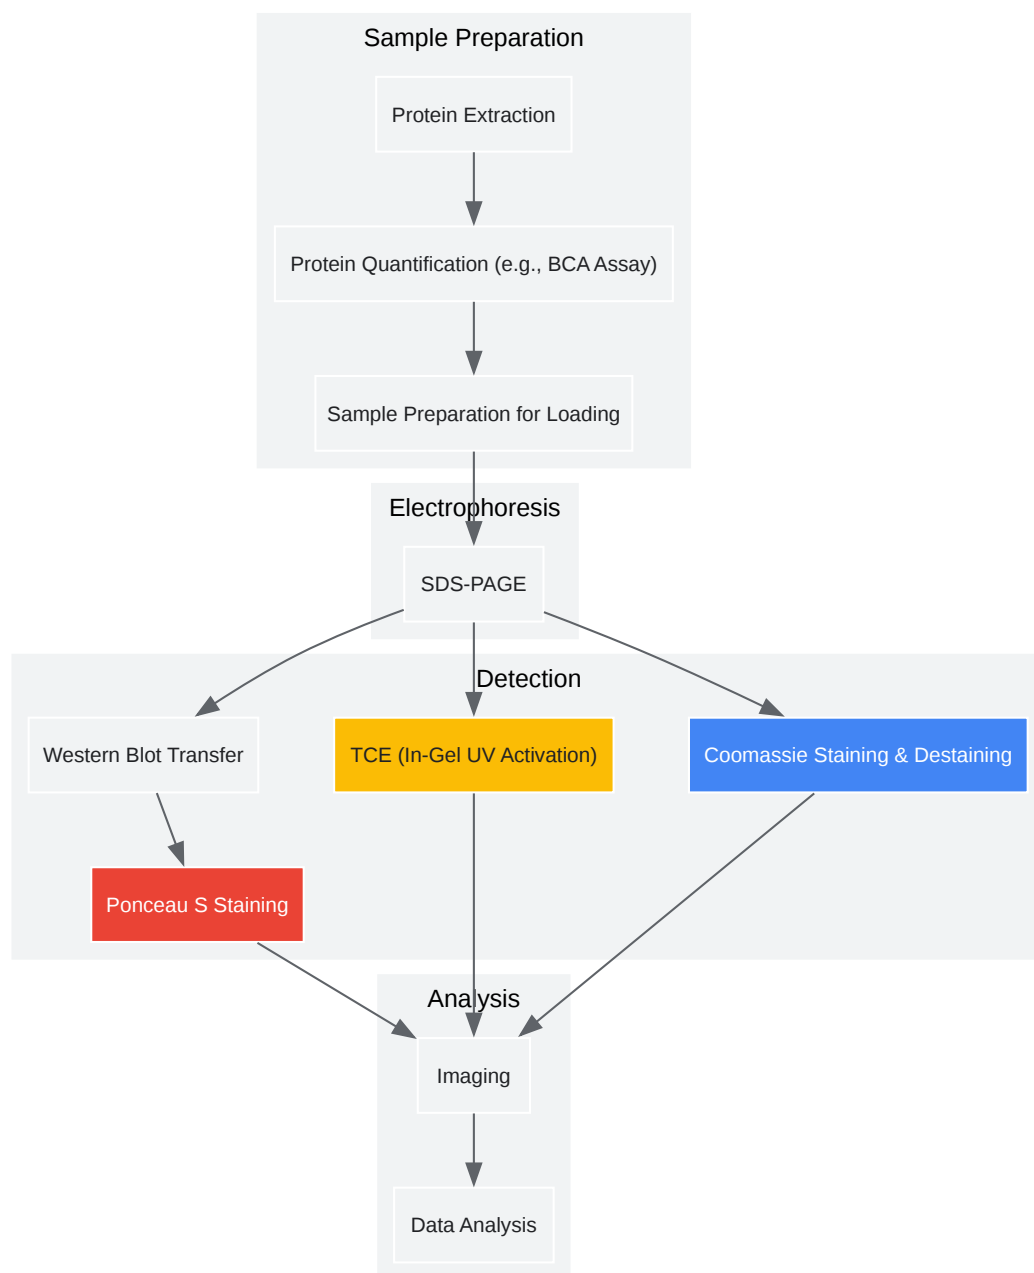 Sample Preparation
Protein Extraction
Protein Quantification (e.g., BCA Assay)
Sample Preparation for Loading
Electrophoresis
SDS-PAGE
Detection
Western Blot Transfer
TCE (In-Gel UV Activation)
Coomassie Staining & Destaining
Ponceau S Staining
Analysis
Imaging
Data Analysis